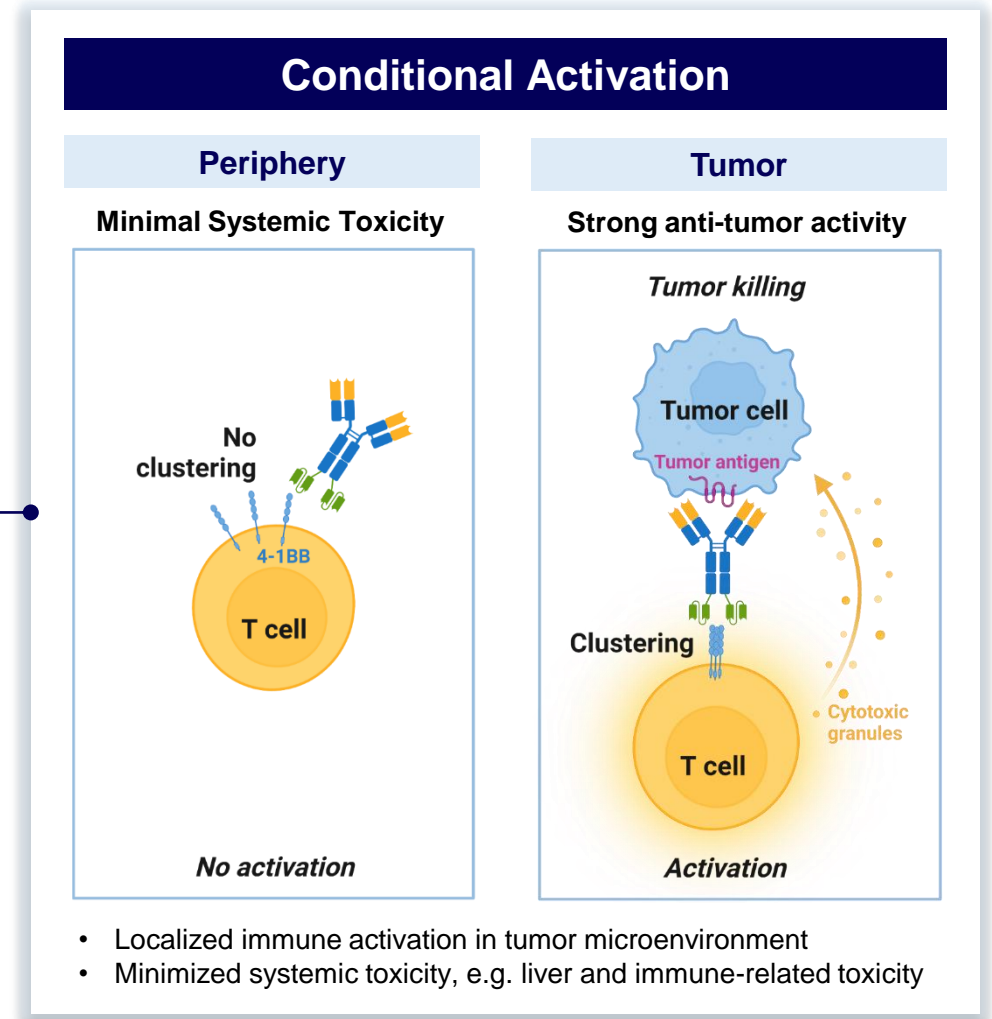 Conditional Activation
Periphery
Minimal Systemic Toxicity
No
clustering
4-1BB
T cell
No activation
Tumor
Strong anti-tumor activity
Tumor killing
Tumor cell
Tumor antigen
Clustering
Cytotoxic
granules
T cell
Activation
• Localized immune activation in tumor microenvironment
• Minimized systemic toxicity, e.g. liver and immune-related toxicity